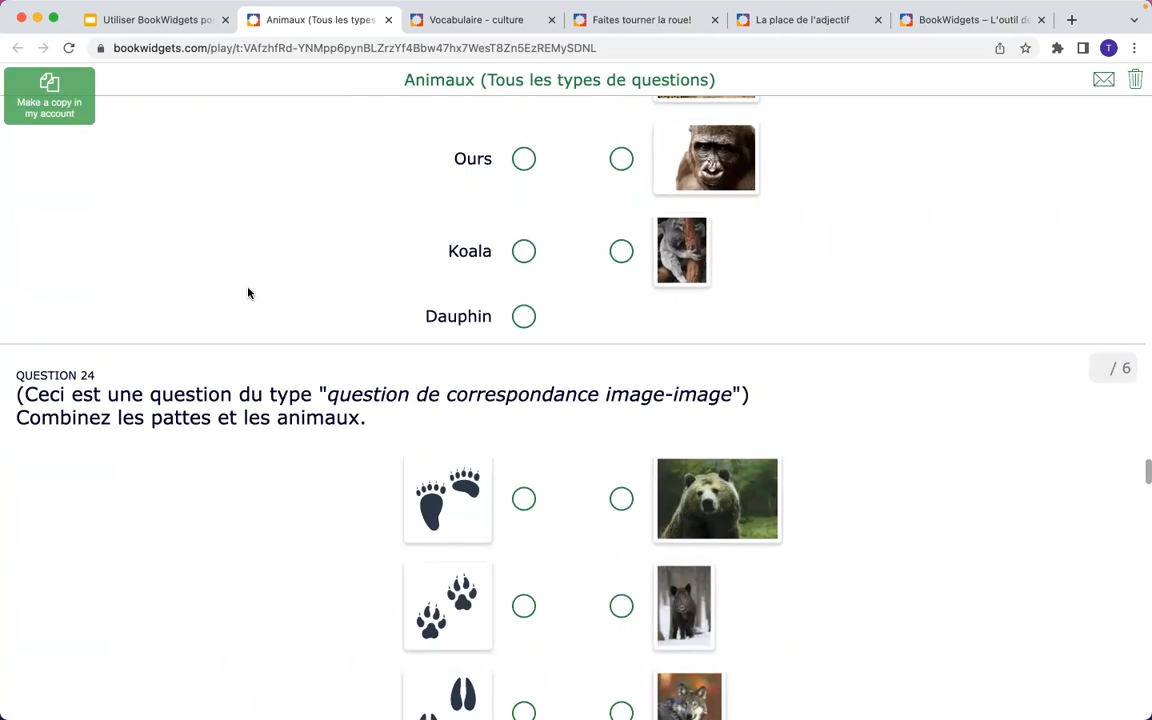 Utiliser BookWidgets po
Animaux (Tous les types
Vocabulaire - culture
Faites tourner la roue!
La place de l'adjectif
BookWidgets – L'outil d
bookwidgets.com/play/t:VAfzhfRd-YNMpp6pynBLZrzYf4Bbw47hx7WesT8Zn5EzREMySDNL
T
Make a copy in
my account
Animaux (Tous les types de questions)
Ours
Koala
Dauphin
QUESTION 24
/ 6
(Ceci est une question du type "question de correspondance image-image")
Combinez les pattes et les animaux.